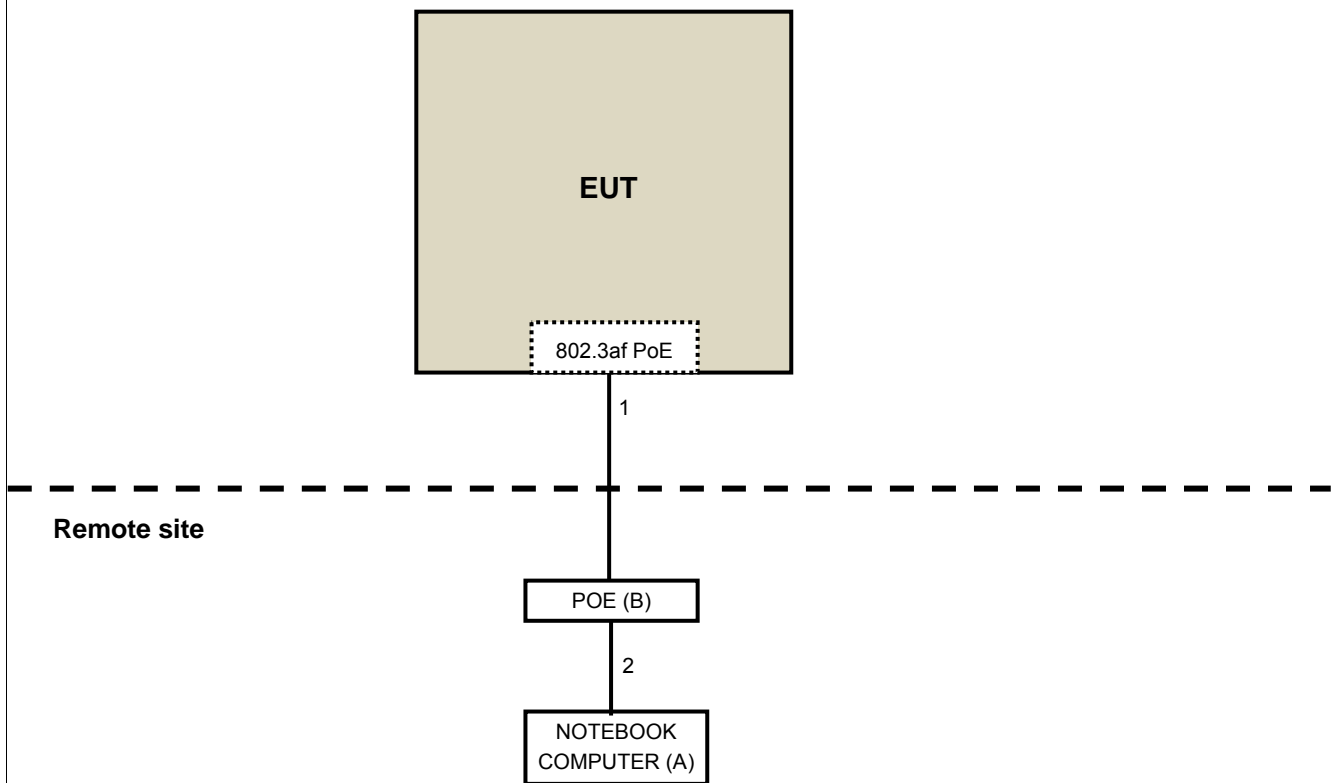 EUT
802.3af PoE
1
Remote site
POE (B)
2
NOTEBOOK
COMPUTER (A)